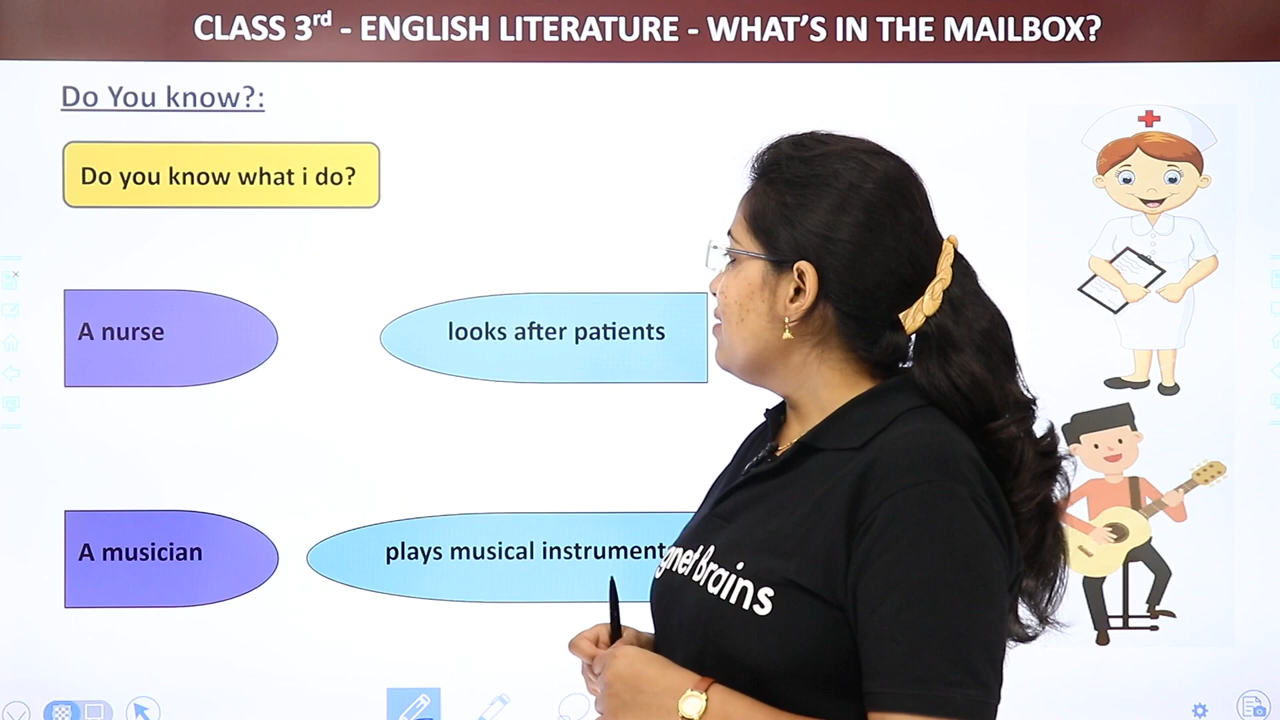 CLASS 3rd - ENGLISH LITERATURE - WHAT'S IN THE MAILBOX?
Do You know?:
Do you know what i do?
A nurse
looks after patients
A musician
plays musical instrument
gnet Brains